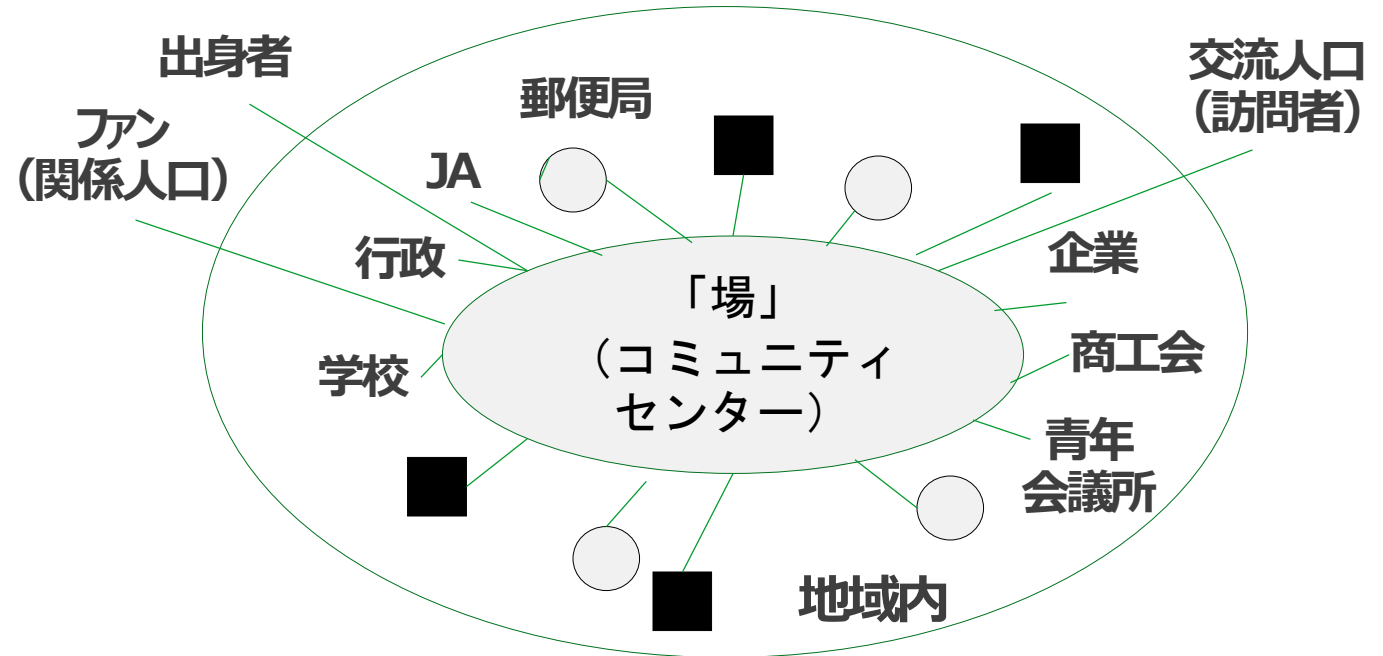 出身者
交流人口
（訪問者）
郵便局
ファン
（関係人口）
JA
行政
企業
「場」
（コミュニティ
センター）
学校
商工会
青年
会議所
地域内